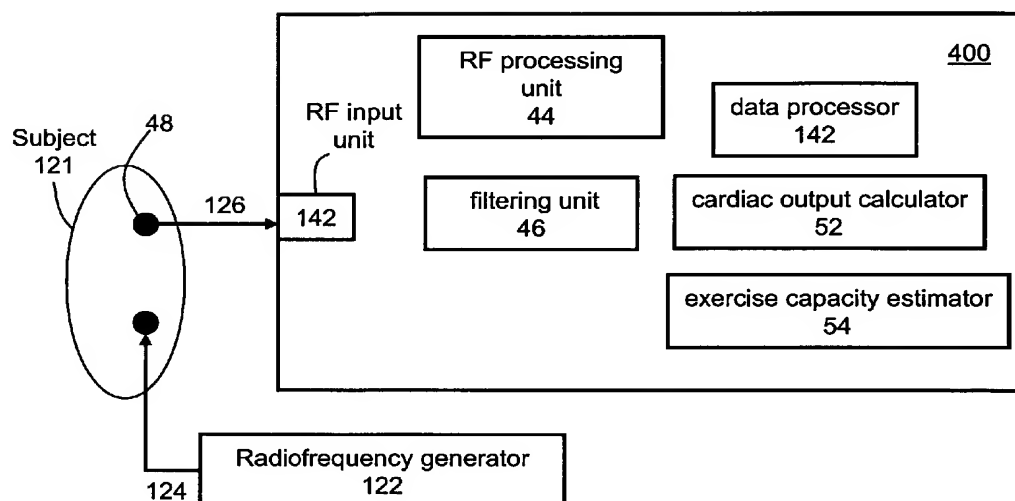 RF processing
unit
44
400
data processor
142
RF input
unit
48
Subject
121
126
142
filtering unit
46
cardiac output calculator
52
exercise capacity estimator
54
Radiofrequency generator
122
124